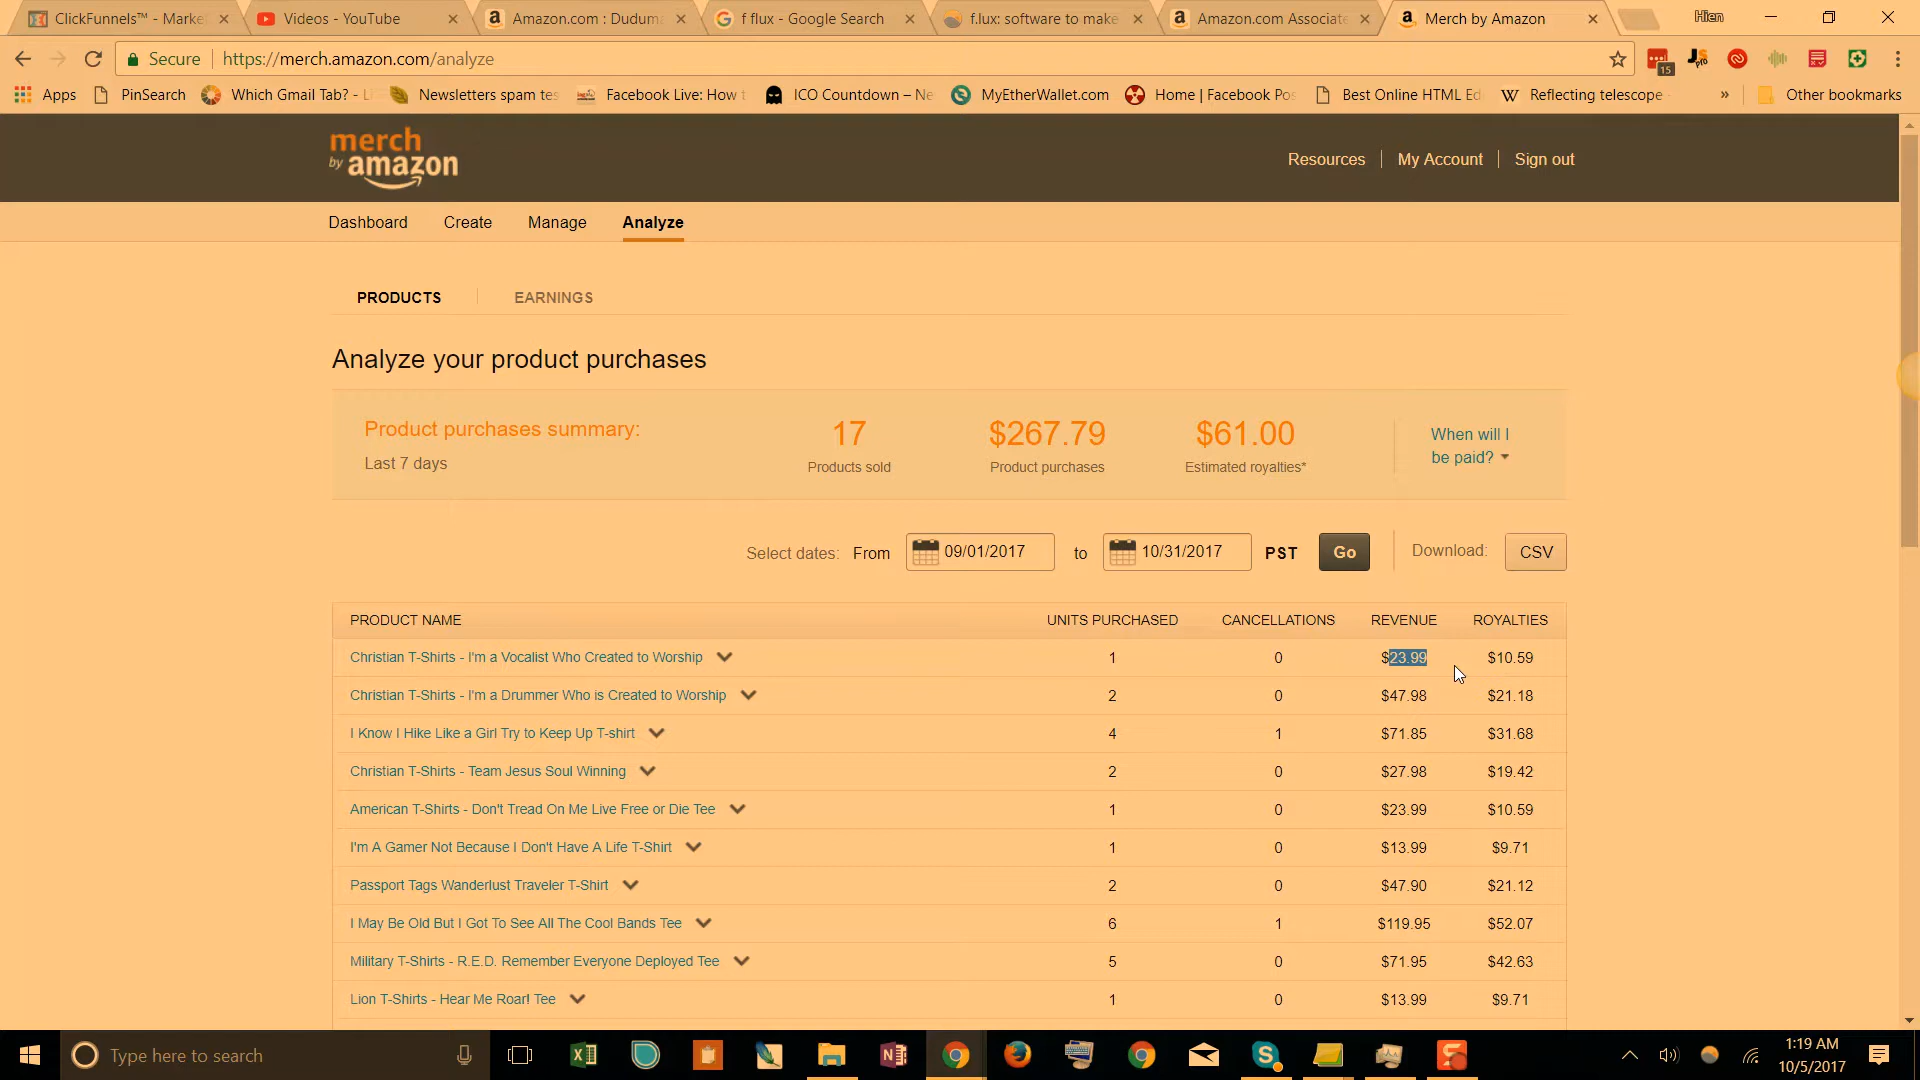 ClickFunnels™ - Marke
Videos - YouTube
Amazon.com : Duduma
f flux - Google Search
f.lux: software to make
Amazon.com Associate
Merch by Amazon
Hien
Secure
https://merch.amazon.com/analyze
15
Apps
PinSearch
Which Gmail Tab? - Li
Newsletters spam tes
Facebook Live: How t
ICO Countdown – Ne
MyEtherWallet.com
Home | Facebook Pos
Best Online HTML Ed
Reflecting telescope -
»
Other bookmarks
merch
by amazon
Resources
My Account
Sign out
Dashboard
Create
Manage
Analyze
PRODUCTS
EARNINGS
Analyze your product purchases
Product purchases summary:
Last 7 days
17
Products sold
$267.79
Product purchases
$61.00
Estimated royalties*
When will I
be paid?
Select dates: From 09/01/2017 to 10/31/2017 PST Go Download: CSV
PRODUCT NAME UNITS PURCHASED CANCELLATIONS REVENUE ROYALTIES
Christian T-Shirts - I'm a Vocalist Who Created to Worship 1 0 $23.99 $10.59
Christian T-Shirts - I'm a Drummer Who is Created to Worship 2 0 $47.98 $21.18
I Know I Hike Like a Girl Try to Keep Up T-shirt 4 1 $71.85 $31.68
Christian T-Shirts - Team Jesus Soul Winning 2 0 $27.98 $19.42
American T-Shirts - Don't Tread On Me Live Free or Die Tee 1 0 $23.99 $10.59
I'm A Gamer Not Because I Don't Have A Life T-Shirt 1 0 $13.99 $9.71
Passport Tags Wanderlust Traveler T-Shirt 2 0 $47.90 $21.12
I May Be Old But I Got To See All The Cool Bands Tee 6 1 $119.95 $52.07
Military T-Shirts - R.E.D. Remember Everyone Deployed Tee 5 0 $71.95 $42.63
Lion T-Shirts - Hear Me Roar! Tee 1 0 $13.99 $9.71
Type here to search
1:19 AM
10/5/2017